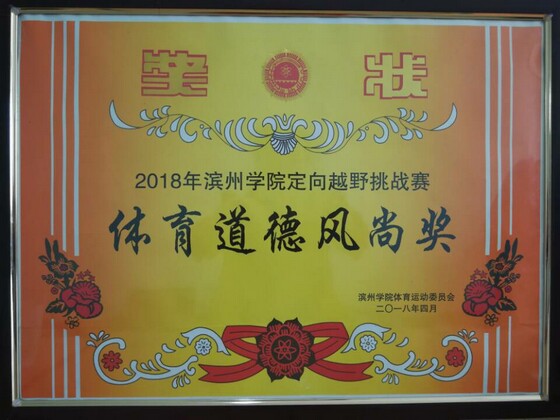 奖 状
2018年滨州学院定向越野挑战赛
体育道德风尚奖
滨州学院体育运动委员会
二〇一八年四月